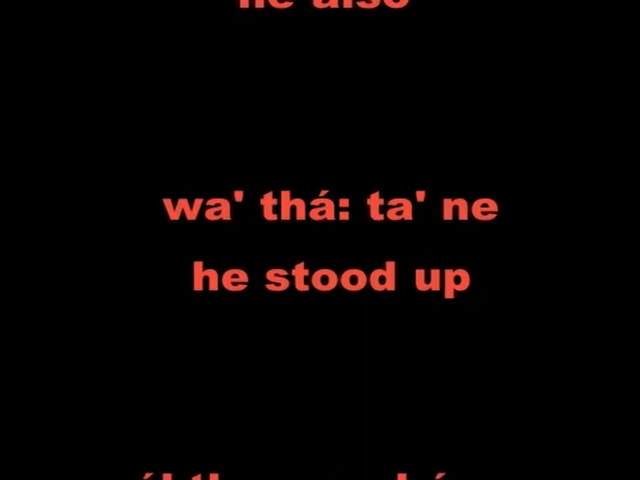 he also
wa' thá: ta' ne
he stood up